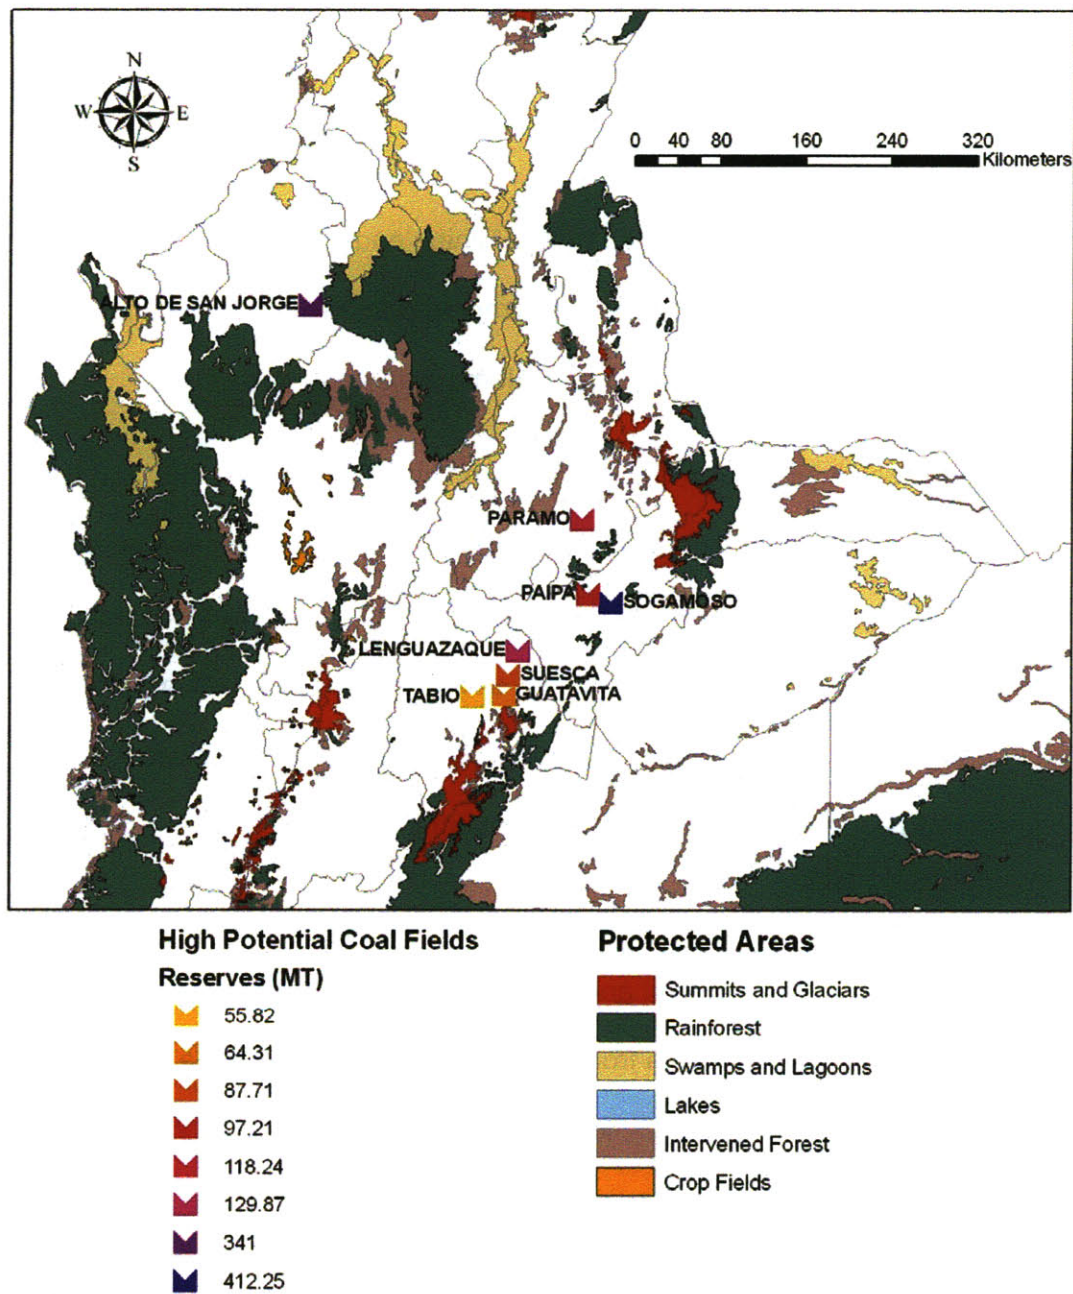 N
W E
S
0 40 80 160 240 320
Kilometers
ALTO DE SAN JORGE
PARAMO
PAIPA
SOGAMOSO
LENGUAZAQUE
SUESCA
TABIO
GUATAVITA
High Potential Coal Fields
Reserves (MT)
55.82
64.31
87.71
97.21
118.24
129.87
341
412.25
Protected Areas
Summits and Glaciars
Rainforest
Swamps and Lagoons
Lakes
Intervened Forest
Crop Fields